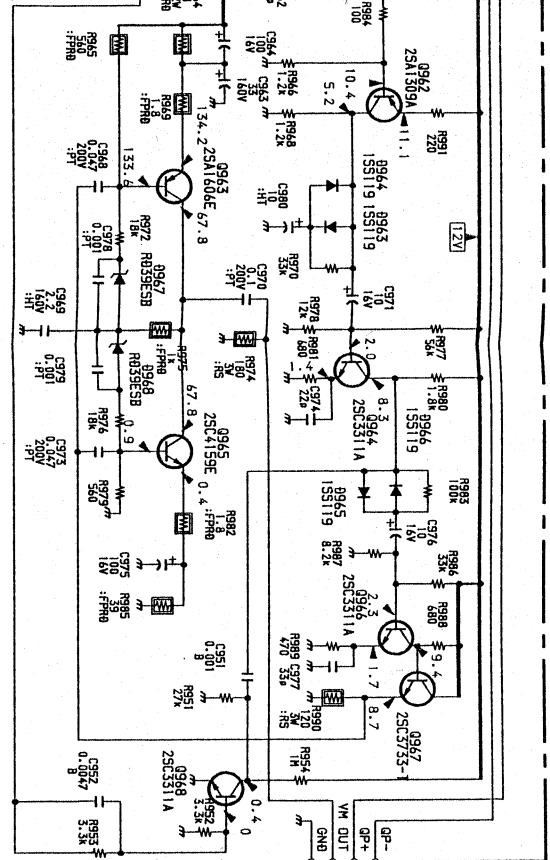 R984
100
R965
560
:FPRD
C964
100
16V
C963
33
160V
R966
1.2k
R968
1.2k
R969
1.8
:FPRD
10.4
5.2
Q962
2SA1309A
11.1
R991
220
134.2
Q963
2SA1606E
133.6
67.8
C968
0.047
200V
:PT
R972
18k
C978
0.001
:PT
D967
RD39ESB
C969
2.2
160V
:HT
C979
0.001
:PT
D968
RD39ESB
R975
1k
:FPRD
C970
0.1
200V
:PT
R974
180
3W
:RS
C980
10
:HT
D964
1SS119
D963
1SS119
R970
33k
C971
10
16V
12V
R978
12k
R981
680
2.0
R977
56k
R980
1.8k
C974
22p
Q964
2SC3311A
8.3
D966
1SS119
67.8
R976
18k
0.9
Q965
2SC4159E
0.4
C973
0.047
200V
:PT
R979
560
R982
1.8
:FPRD
C975
100
16V
R985
39
:FPRD
D965
1SS119
R983
100k
C976
10
16V
R987
8.2k
R986
33k
2.3
Q966
2SC3311A
R988
680
9.4
R989
470
C977
33p
1.7
8.7
Q967
2SC3733-1
R990
120
3W
:RS
C951
0.001
B
R951
27k
R954
1M
Q968
2SC3311A
0.4
0
R952
3.3k
C952
0.0047
B
R953
3.3k
GND
VM OUT
QP+
QP-